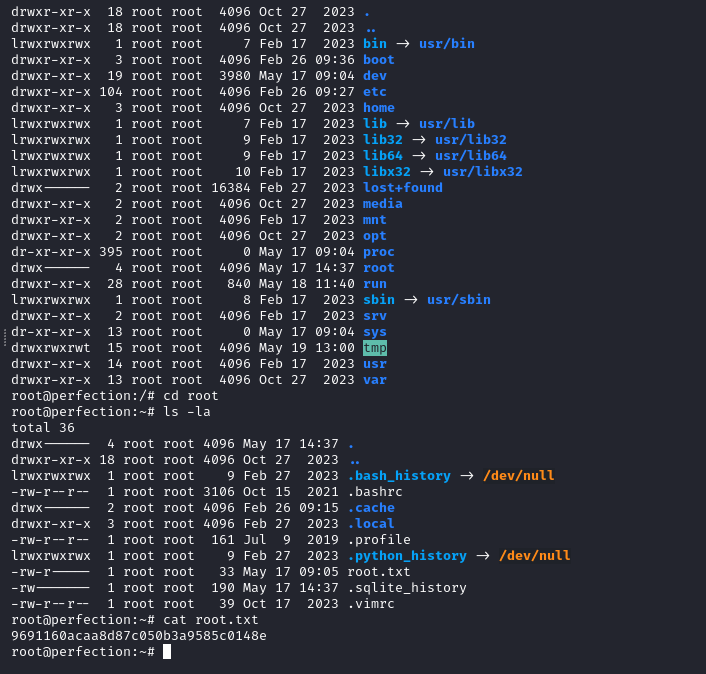 drwxr-xr-x  18 root root  4096 Oct 27  2023 .
drwxr-xr-x  18 root root  4096 Oct 27  2023 ..
lrwxrwxrwx   1 root root     7 Feb 17  2023 bin -> usr/bin
drwxr-xr-x   3 root root  4096 Feb 26 09:36 boot
drwxr-xr-x  19 root root  3980 May 17 09:04 dev
drwxr-xr-x 104 root root  4096 Feb 26 09:27 etc
drwxr-xr-x   3 root root  4096 Oct 27  2023 home
lrwxrwxrwx   1 root root     7 Feb 17  2023 lib -> usr/lib
lrwxrwxrwx   1 root root     9 Feb 17  2023 lib32 -> usr/lib32
lrwxrwxrwx   1 root root     9 Feb 17  2023 lib64 -> usr/lib64
lrwxrwxrwx   1 root root    10 Feb 17  2023 libx32 -> usr/libx32
drwx------   2 root root 16384 Feb 27  2023 lost+found
drwxr-xr-x   2 root root  4096 Oct 27  2023 media
drwxr-xr-x   2 root root  4096 Feb 17  2023 mnt
drwxr-xr-x   2 root root  4096 Oct 27  2023 opt
dr-xr-xr-x 395 root root     0 May 17 09:04 proc
drwx------   4 root root  4096 May 17 14:37 root
drwxr-xr-x  28 root root   840 May 18 11:40 run
lrwxrwxrwx   1 root root     8 Feb 17  2023 sbin -> usr/sbin
drwxr-xr-x   2 root root  4096 Feb 17  2023 srv
dr-xr-xr-x  13 root root     0 May 17 09:04 sys
drwxrwxrwt  15 root root  4096 May 19 13:00 tmp
drwxr-xr-x  14 root root  4096 Feb 17  2023 usr
drwxr-xr-x  13 root root  4096 Oct 27  2023 var
root@perfection:/# cd root
root@perfection:~# ls -la
total 36
drwx------  4 root root 4096 May 17 14:37 .
drwxr-xr-x 18 root root 4096 Oct 27  2023 ..
lrwxrwxrwx  1 root root    9 Feb 27  2023 .bash_history -> /dev/null
-rw-r--r--  1 root root 3106 Oct 15  2021 .bashrc
drwx------  2 root root 4096 Feb 26 09:15 .cache
drwxr-xr-x  3 root root 4096 Feb 27  2023 .local
-rw-r--r--  1 root root  161 Jul  9  2019 .profile
lrwxrwxrwx  1 root root    9 Feb 27  2023 .python_history -> /dev/null
-rw-r-----  1 root root   33 May 17 09:05 root.txt
-rw-------  1 root root  190 May 17 14:37 .sqlite_history
-rw-r--r--  1 root root   39 Oct 17  2023 .vimrc
root@perfection:~# cat root.txt
9691160acaa8d87c050b3a9585c0148e
root@perfection:~#